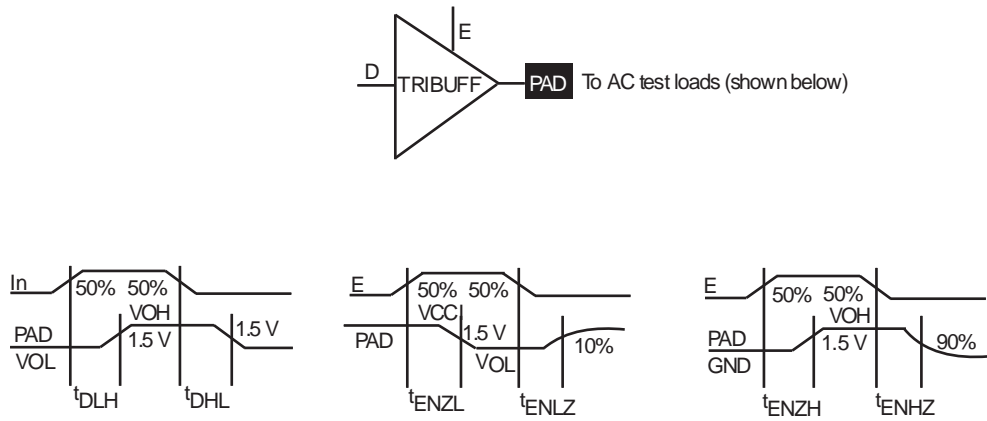 E
D
TRIBUFF
PAD
To AC test loads (shown below)
In
50% 50%
VOH
PAD
VOL
1.5 V
1.5 V
tDLH
tDHL
E
50% 50%
VCC
PAD
1.5 V
VOL
10%
tENZL
tENLZ
E
50% 50%
VOH
PAD
GND
1.5 V
90%
tENZH
tENHZ